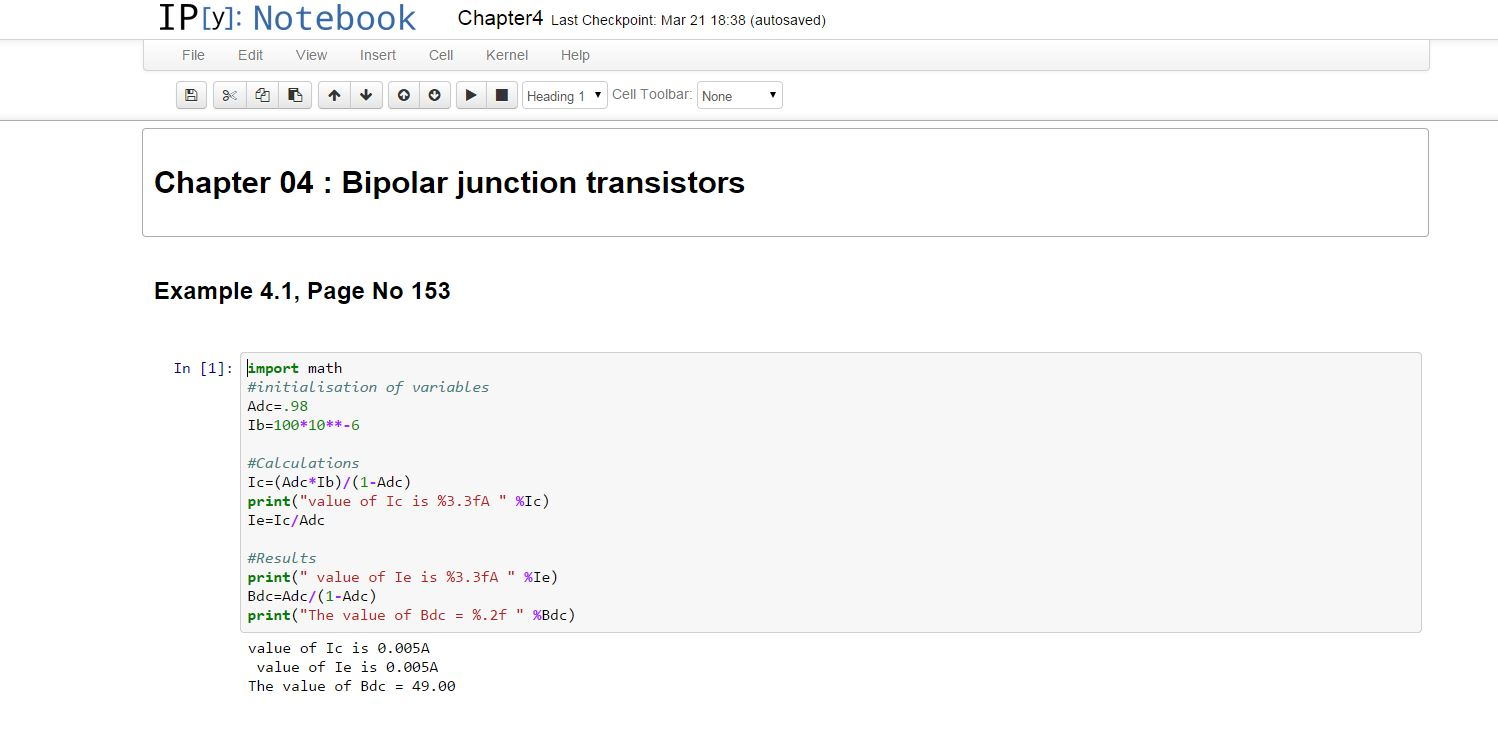 IP[y]: Notebook Chapter4 Last Checkpoint: Mar 21 18:38 (autosaved)
File Edit View Insert Cell Kernel Help
Heading 1 Cell Toolbar: None
Chapter 04 : Bipolar junction transistors
Example 4.1, Page No 153
In [1]: import math
#initialisation of variables
Adc=.98
Ib=100*10**-6
#Calculations
Ic=(Adc*Ib)/(1-Adc)
print("value of Ic is %3.3fA " %Ic)
Ie=Ic/Adc
#Results
print(" value of Ie is %3.3fA " %Ie)
Bdc=Adc/(1-Adc)
print("The value of Bdc = %.2f " %Bdc)
value of Ic is 0.005A
 value of Ie is 0.005A
The value of Bdc = 49.00